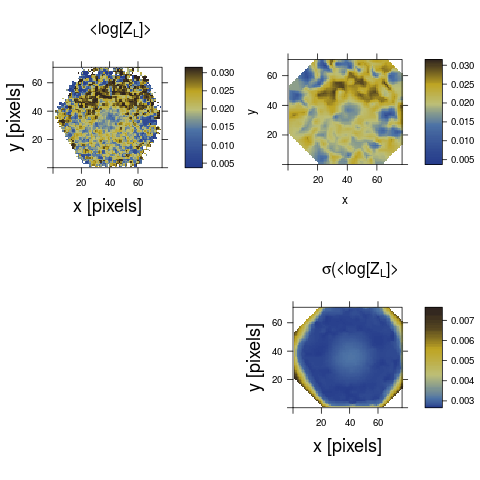 <log[Z_L]>
y [pixels]
60
40
20
20 40 60
x [pixels]
0.030
0.025
0.020
0.015
0.010
0.005
y
60
40
20
20 40 60
x
0.030
0.025
0.020
0.015
0.010
0.005
σ(<log[Z_L]>
y [pixels]
60
40
20
20 40 60
x [pixels]
0.007
0.006
0.005
0.004
0.003